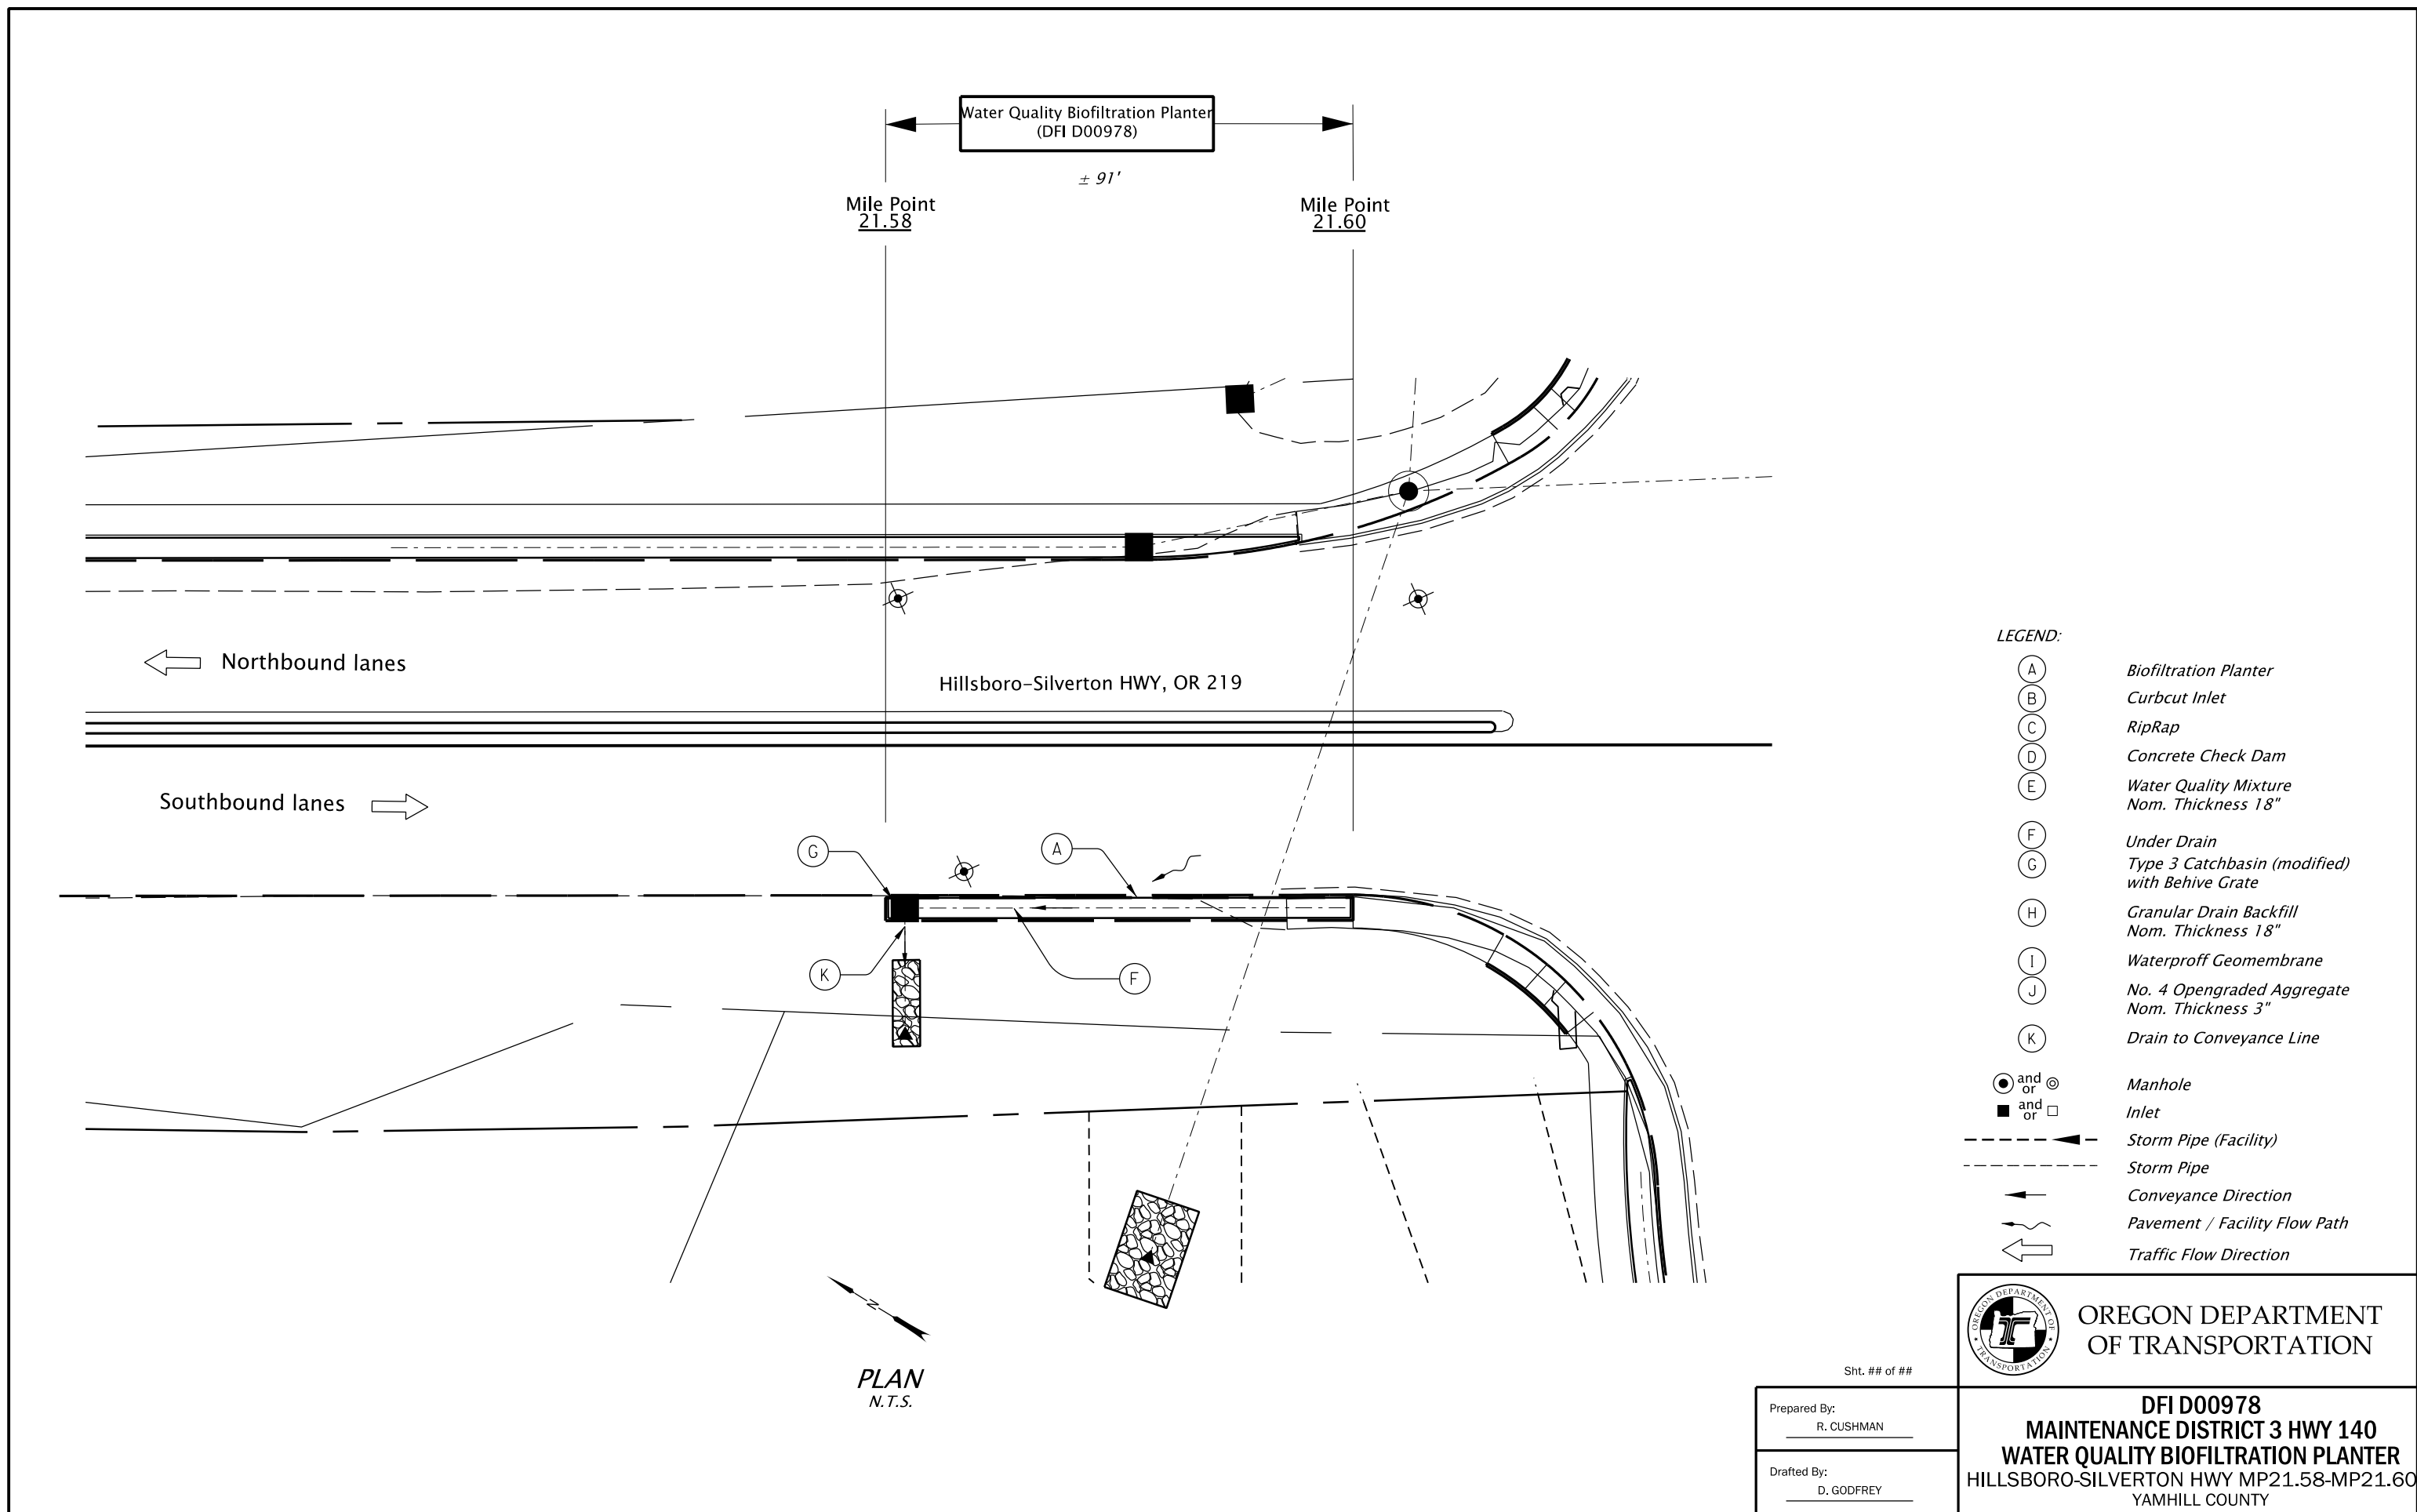 Water Quality Biofiltration Planter
(DFI D00978)
± 91'
Mile Point
21.58
Mile Point
21.60
Northbound lanes
Hillsboro-Silverton HWY, OR 219
Southbound lanes
G
A
K
F
LEGEND:
A Biofiltration Planter
B Curbcut Inlet
C RipRap
D Concrete Check Dam
E Water Quality Mixture
Nom. Thickness 18"
F Under Drain
G Type 3 Catchbasin (modified)
with Behive Grate
H Granular Drain Backfill
Nom. Thickness 18"
I Waterproff Geomembrane
J No. 4 Opengraded Aggregate
Nom. Thickness 3"
K Drain to Conveyance Line
and
or Manhole
and
or Inlet
Storm Pipe (Facility)
Storm Pipe
Conveyance Direction
Pavement / Facility Flow Path
Traffic Flow Direction
N
PLAN
N.T.S.
Sht. ## of ##
OREGON DEPARTMENT OF
TRANSPORTATION
OREGON DEPARTMENT
OF TRANSPORTATION
Prepared By:
R. CUSHMAN
Drafted By:
D. GODFREY
DFI D00978
MAINTENANCE DISTRICT 3 HWY 140
WATER QUALITY BIOFILTRATION PLANTER
HILLSBORO-SILVERTON HWY MP21.58-MP21.60
YAMHILL COUNTY